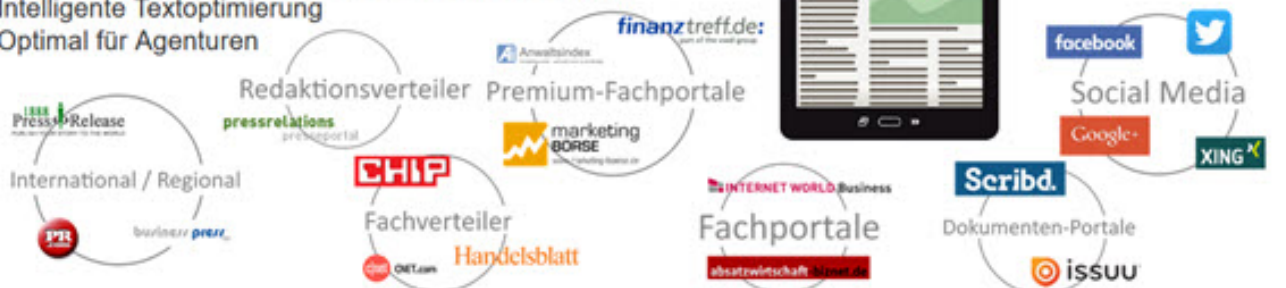 Intelligente Textoptimierung
Optimal für Agenturen
finanztreff.de:
Anwaltsindex
Redaktionsverteiler
Premium-Fachportale
pressrelations
presseportal
marketing
BÖRSE
1888
PressRelease
International / Regional
PR
business press
CHIP
Fachverteiler
Handelsblatt
cnet CNET.com
INTERNET WORLD Business
Fachportale
absatzwirtschaft-biznet.de
facebook
Social Media
Google+
XING
Scribd.
Dokumenten-Portale
issuu